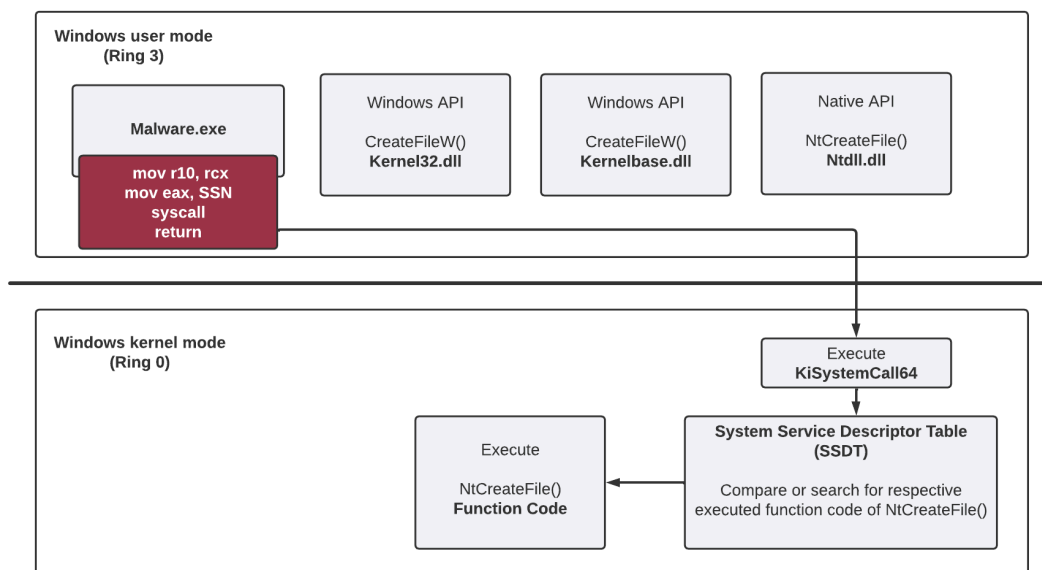 Windows user mode
(Ring 3)
Malware.exe
mov r10, rcx
mov eax, SSN
syscall
return
Windows API
CreateFileW()
Kernel32.dll
Windows API
CreateFileW()
Kernelbase.dll
Native API
NtCreateFile()
Ntdll.dll
Windows kernel mode
(Ring 0)
Execute
KiSystemCall64
System Service Descriptor Table
(SSDT)
Compare or search for respective
executed function code of NtCreateFile()
Execute
NtCreateFile()
Function Code